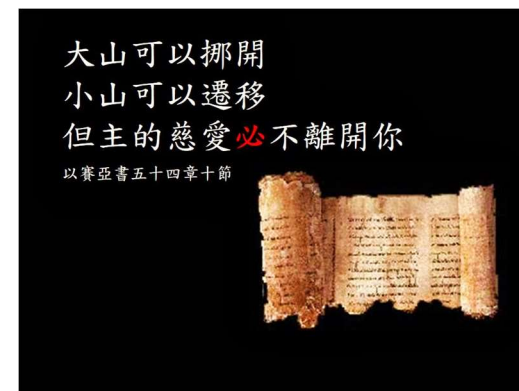 大山可以挪開
小山可以遷移
但主的慈愛必不離開你
以賽亞書五十四章十節